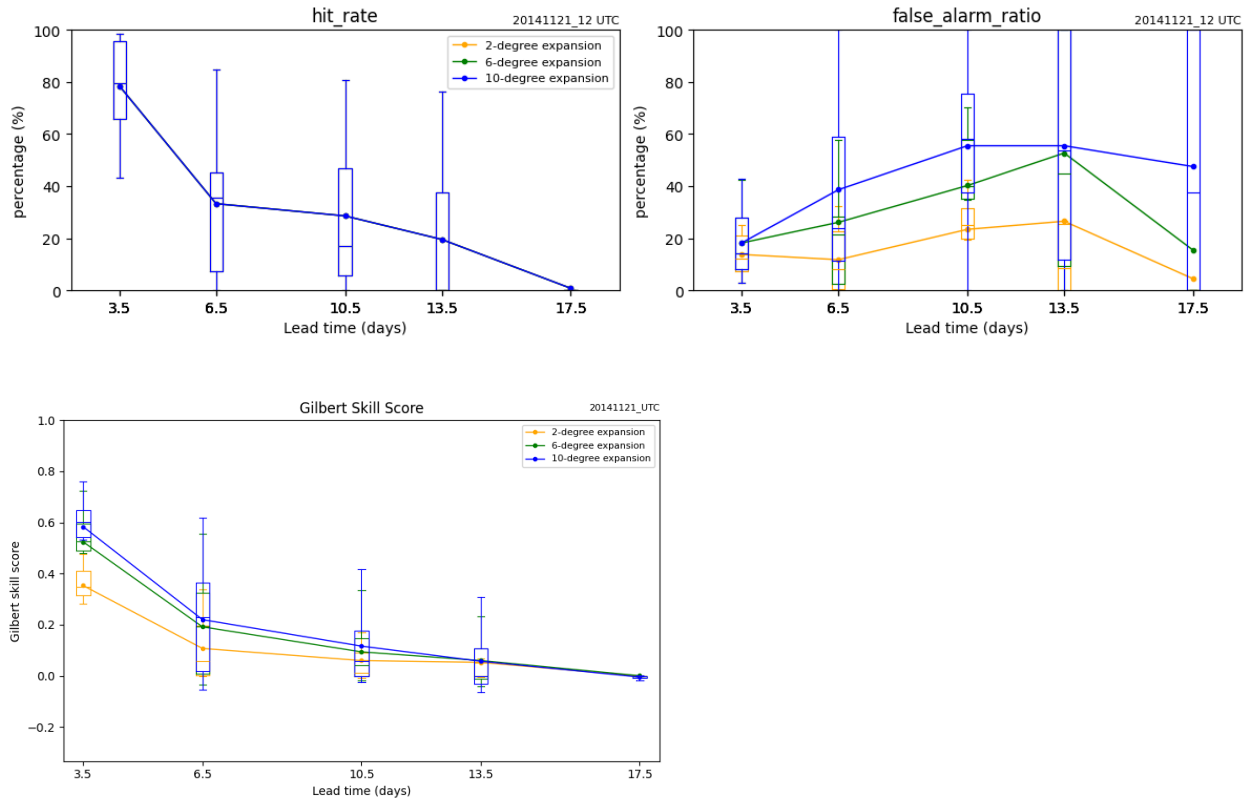 hit_rate
20141121_12 UTC
100
80
60
40
20
0
percentage (%)
2-degree expansion
6-degree expansion
10-degree expansion
3.5 6.5 10.5 13.5 17.5
Lead time (days)
false_alarm_ratio
20141121_12 UTC
100
80
60
40
20
0
percentage (%)
3.5 6.5 10.5 13.5 17.5
Lead time (days)
Gilbert Skill Score
20141121_UTC
1.0
0.8
0.6
0.4
0.2
0.0
−0.2
Gilbert skill score
2-degree expansion
6-degree expansion
10-degree expansion
3.5 6.5 10.5 13.5 17.5
Lead time (days)